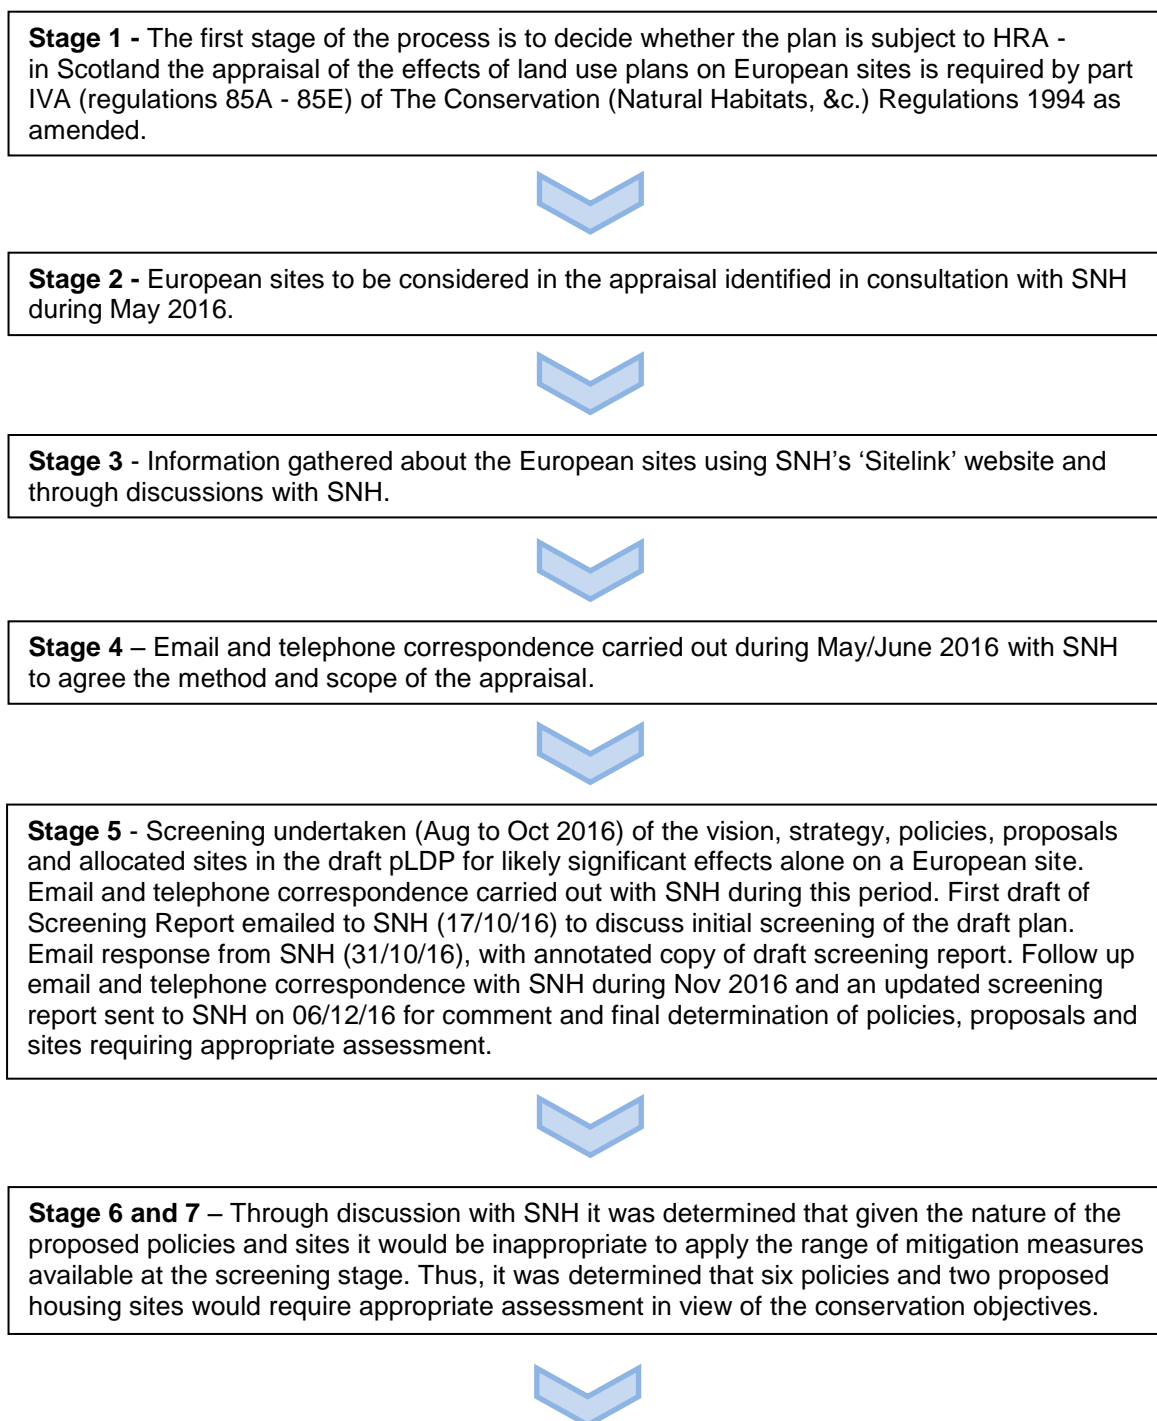 Stage 1 - The first stage of the process is to decide whether the plan is subject to HRA -
in Scotland the appraisal of the effects of land use plans on European sites is required by part
IVA (regulations 85A - 85E) of The Conservation (Natural Habitats, &c.) Regulations 1994 as
amended.
Stage 2 - European sites to be considered in the appraisal identified in consultation with SNH
during May 2016.
Stage 3 - Information gathered about the European sites using SNH’s ‘Sitelink’ website and
through discussions with SNH.
Stage 4 – Email and telephone correspondence carried out during May/June 2016 with SNH
to agree the method and scope of the appraisal.
Stage 5 - Screening undertaken (Aug to Oct 2016) of the vision, strategy, policies, proposals
and allocated sites in the draft pLDP for likely significant effects alone on a European site.
Email and telephone correspondence carried out with SNH during this period. First draft of
Screening Report emailed to SNH (17/10/16) to discuss initial screening of the draft plan.
Email response from SNH (31/10/16), with annotated copy of draft screening report. Follow up
email and telephone correspondence with SNH during Nov 2016 and an updated screening
report sent to SNH on 06/12/16 for comment and final determination of policies, proposals and
sites requiring appropriate assessment.
Stage 6 and 7 – Through discussion with SNH it was determined that given the nature of the
proposed policies and sites it would be inappropriate to apply the range of mitigation measures
available at the screening stage. Thus, it was determined that six policies and two proposed
housing sites would require appropriate assessment in view of the conservation objectives.